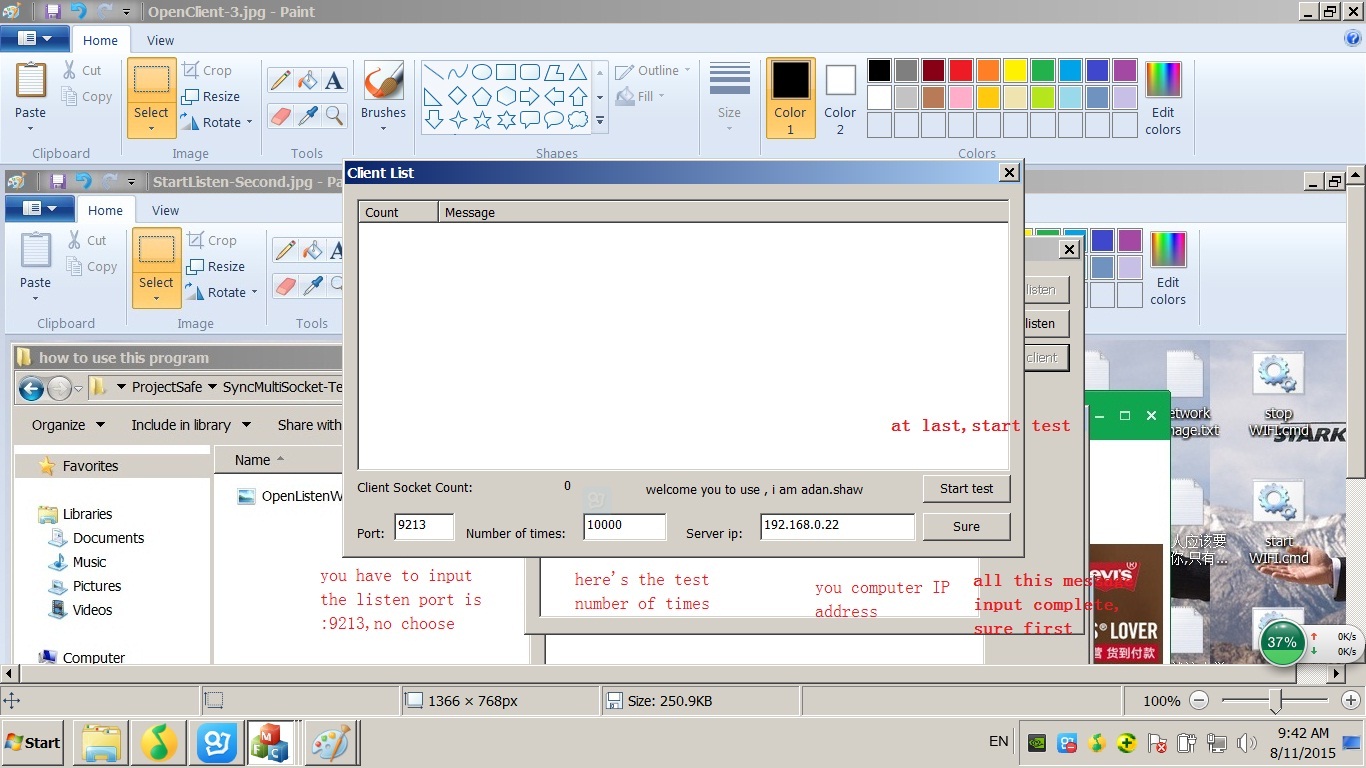 OpenClient-3.jpg - Paint
Home View
Paste
Cut
Copy
Clipboard
Select
Crop
Resize
Rotate
Image
Tools
Brushes
Shapes
Outline
Fill
Size
Color 1
Color 2
Edit colors
Colors
StartListen-Second.jpg - Pa
Home View
Paste
Cut
Copy
Clipboard
Select
Crop
Resize
Rotate
Image
Tools
Edit colors
Client List
Count Message
listen
listen
client
how to use this program
ProjectSafe SyncMultiSocket-Te
Organize Include in library Share with
Favorites
Name
OpenListenW
Libraries
Documents
Music
Pictures
Videos
Computer
at last,start test
Client Socket Count: 0 welcome you to use , i am adan.shaw Start test
Port: 9213 Number of times: 10000 Server ip: 192.168.0.22 Sure
you have to input
the listen port is
:9213,no choose
here's the test
number of times
you computer IP
address
all this message
input complete,
sure first
etwork
nage.txt
stop
WIFI.cmd
STARK
人应该要
你,只有...
start
WIFI.cmd
LOVER
货到付款
37%
0K/s
0K/s
1366 × 768px Size: 250.9KB 100%
Start
EN
9:42 AM
8/11/2015